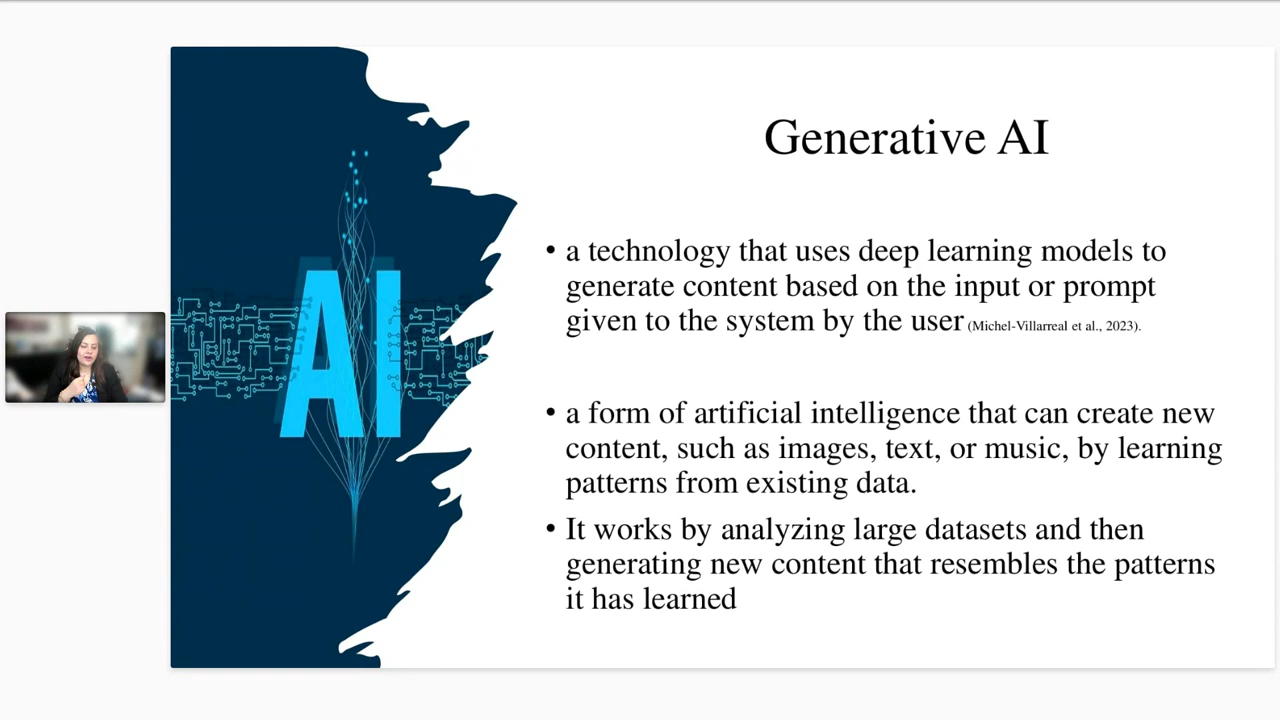 Generative AI
• a technology that uses deep learning models to
generate content based on the input or prompt
given to the system by the user (Michel-Villarreal et al., 2023).
• a form of artificial intelligence that can create new
content, such as images, text, or music, by learning
patterns from existing data.
• It works by analyzing large datasets and then
generating new content that resembles the patterns
it has learned
AI